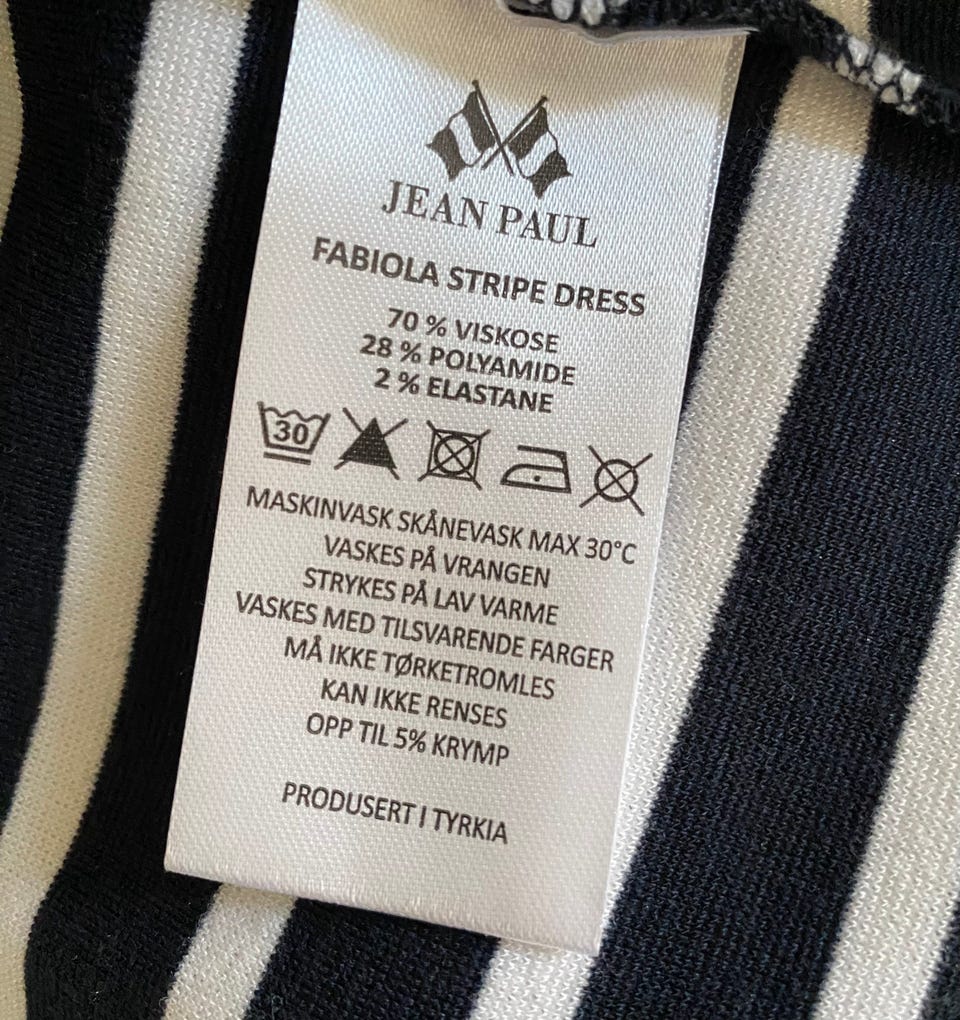 JEAN PAUL
FABIOLA STRIPE DRESS
70 % VISKOSE
28 % POLYAMIDE
2 % ELASTANE
30
MASKINVASK SKÅNEVASK MAX 30°C
VASKES PÅ VRANGEN
STRYKES PÅ LAV VARME
VASKES MED TILSVARENDE FARGER
MÅ IKKE TØRKETROMLES
KAN IKKE RENSES
OPP TIL 5% KRYMP
PRODUSERT I TYRKIA